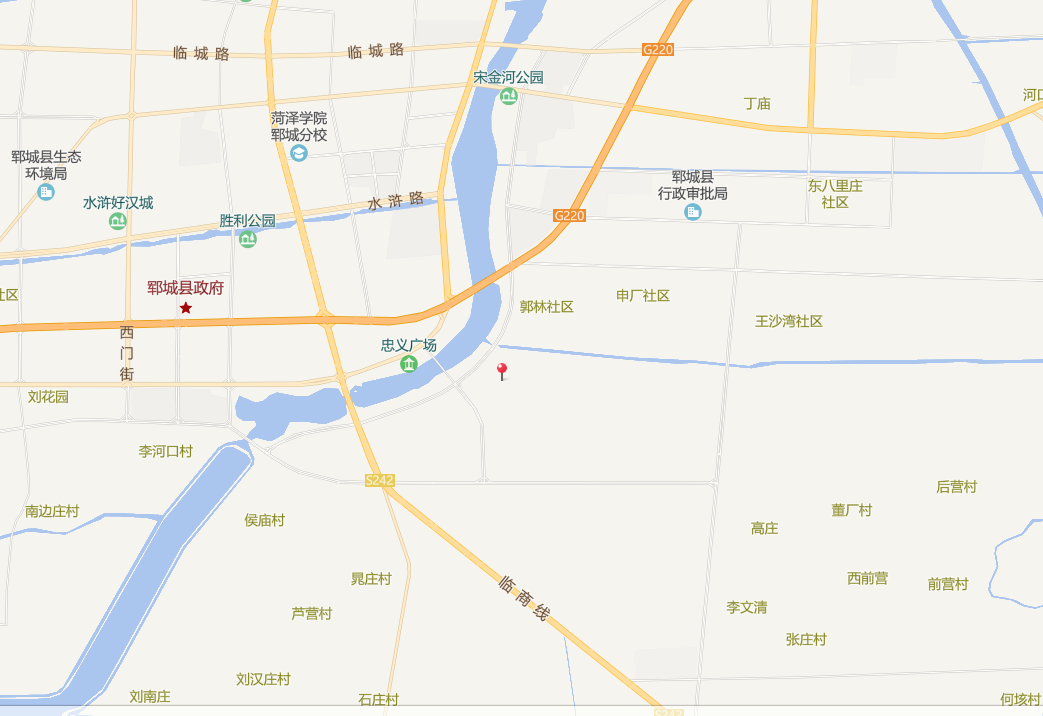 临城路
临城路
G220
宋金河公园
丁庙
河口
菏泽学院
郓城分校
郓城县生态
环境局
水浒好汉城
水浒路
胜利公园
郓城县
行政审批局
东八里庄
社区
G220
郓城县政府
社区
郭林社区
申厂社区
王沙湾社区
西门街
忠义广场
刘花园
李河口村
S242
南边庄村
侯庙村
后营村
董厂村
高庄
晁庄村
临商线
西前营
前营村
芦营村
李文清
张庄村
刘汉庄村
刘南庄
石庄村
何垓村
S242